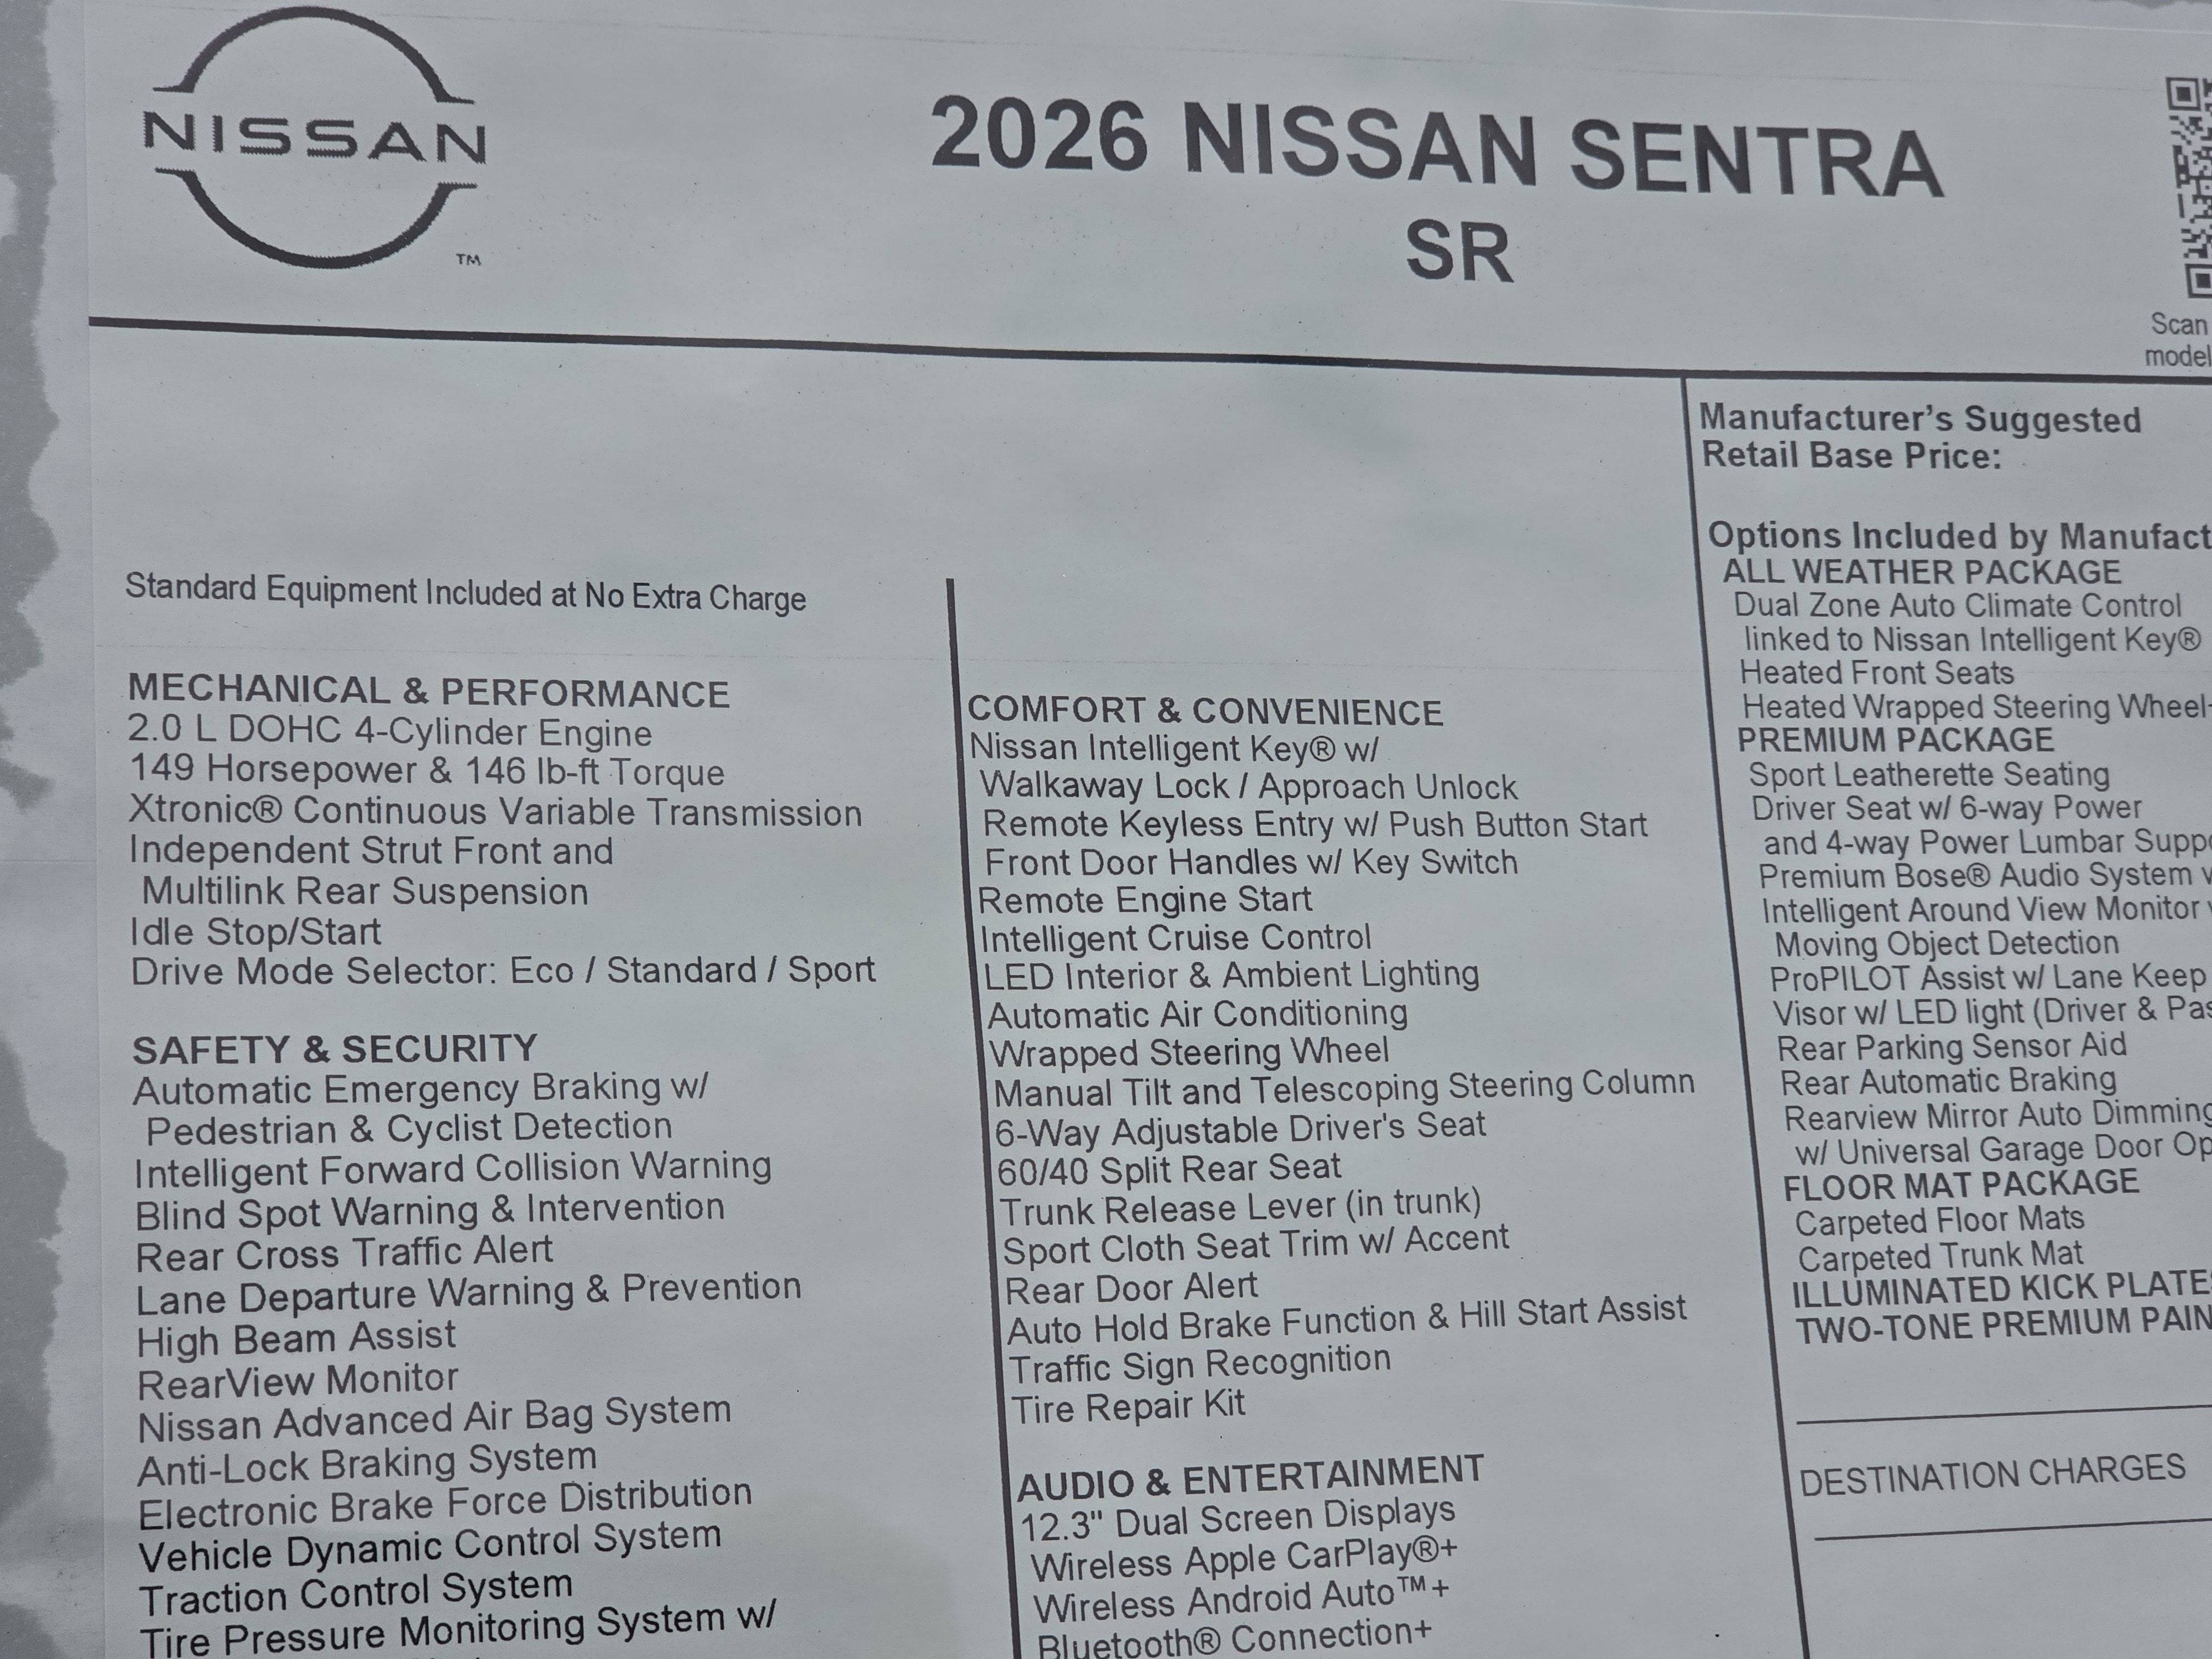 NISSAN
TM
2026 NISSAN SENTRA
SR
Scan
model
Standard Equipment Included at No Extra Charge
MECHANICAL & PERFORMANCE
2.0 L DOHC 4-Cylinder Engine
149 Horsepower & 146 lb-ft Torque
Xtronic® Continuous Variable Transmission
Independent Strut Front and
Multilink Rear Suspension
Idle Stop/Start
Drive Mode Selector: Eco / Standard / Sport
SAFETY & SECURITY
Automatic Emergency Braking w/
Pedestrian & Cyclist Detection
Intelligent Forward Collision Warning
Blind Spot Warning & Intervention
Rear Cross Traffic Alert
Lane Departure Warning & Prevention
High Beam Assist
RearView Monitor
Nissan Advanced Air Bag System
Anti-Lock Braking System
Electronic Brake Force Distribution
Vehicle Dynamic Control System
Traction Control System
Tire Pressure Monitoring System w/
COMFORT & CONVENIENCE
Nissan Intelligent Key® w/
Walkaway Lock / Approach Unlock
Remote Keyless Entry w/ Push Button Start
Front Door Handles w/ Key Switch
Remote Engine Start
Intelligent Cruise Control
LED Interior & Ambient Lighting
Automatic Air Conditioning
Wrapped Steering Wheel
Manual Tilt and Telescoping Steering Column
6-Way Adjustable Driver's Seat
60/40 Split Rear Seat
Trunk Release Lever (in trunk)
Sport Cloth Seat Trim w/ Accent
Rear Door Alert
Auto Hold Brake Function & Hill Start Assist
Traffic Sign Recognition
Tire Repair Kit
AUDIO & ENTERTAINMENT
12.3" Dual Screen Displays
Wireless Apple CarPlay®+
Wireless Android Auto™+
Bluetooth® Connection+
Manufacturer's Suggested
Retail Base Price:
Options Included by Manufact
ALL WEATHER PACKAGE
Dual Zone Auto Climate Control
linked to Nissan Intelligent Key®
Heated Front Seats
Heated Wrapped Steering Wheel
PREMIUM PACKAGE
Sport Leatherette Seating
Driver Seat w/ 6-way Power
and 4-way Power Lumbar Supp
Premium Bose® Audio System
Intelligent Around View Monitor
Moving Object Detection
ProPILOT Assist w/ Lane Keep
Visor w/ LED light (Driver & Pas
Rear Parking Sensor Aid
Rear Automatic Braking
Rearview Mirror Auto Dimming
w/ Universal Garage Door Op
FLOOR MAT PACKAGE
Carpeted Floor Mats
Carpeted Trunk Mat
ILLUMINATED KICK PLATE
TWO-TONE PREMIUM PAIN
DESTINATION CHARGES